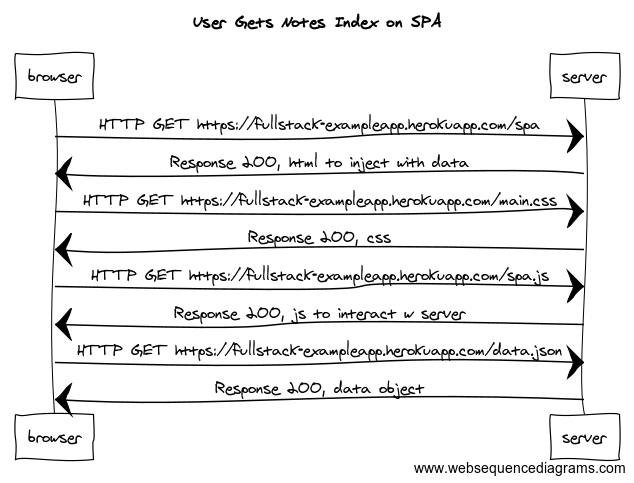 User Gets Notes Index on SPA
browser
server
HTTP GET https://fullstack-exampleapp.herokuapp.com/spa
Response 200, html to inject with data
HTTP GET https://fullstack-exampleapp.herokuapp.com/main.css
Response 200, css
HTTP GET https://fullstack-exampleapp.herokuapp.com/spa.js
Response 200, js to interact w server
HTTP GET https://fullstack-exampleapp.herokuapp.com/data.json
Response 200, data object
browser
server
www.websequencediagrams.com